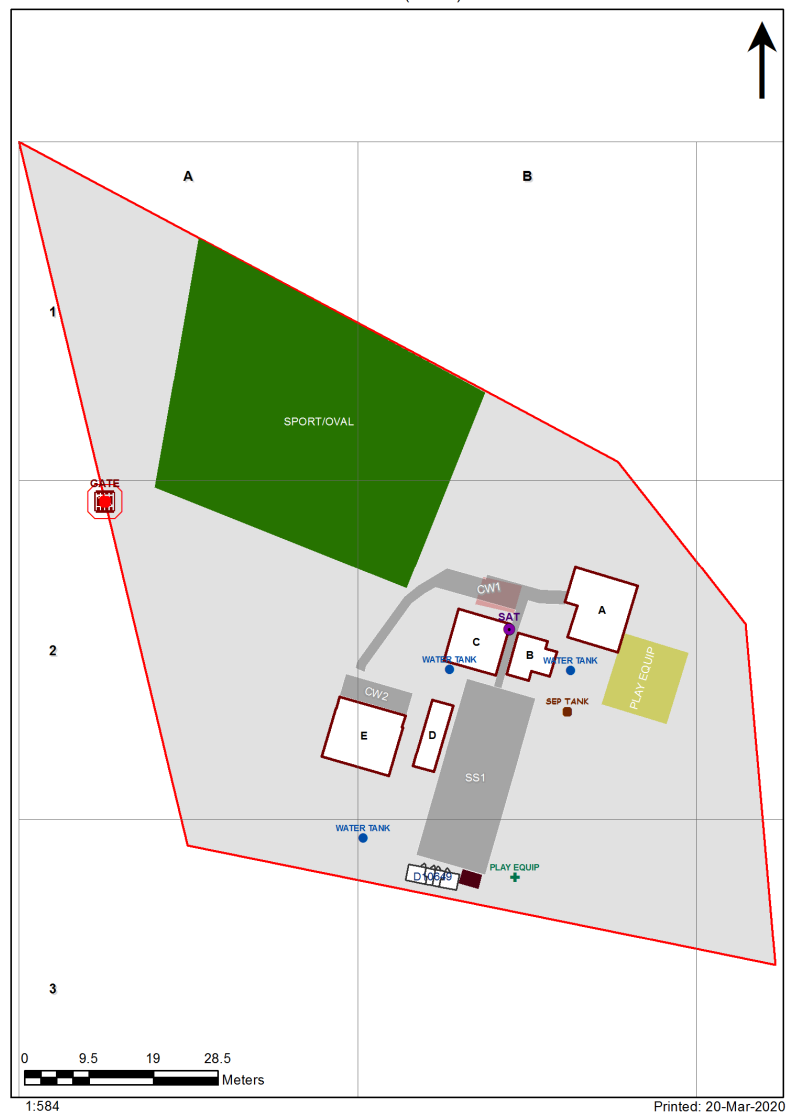 A
B
1
SPORT/OVAL
GATE
CW1
A
SAT
C
B
2
WATER TANK
WATER TANK
PLAY EQUIP
CW2
SEP TANK
E
D
SS1
WATER TANK
PLAY EQUIP
D10649
3
0 9.5 19 28.5
Meters
1:584
Printed: 20-Mar-2020